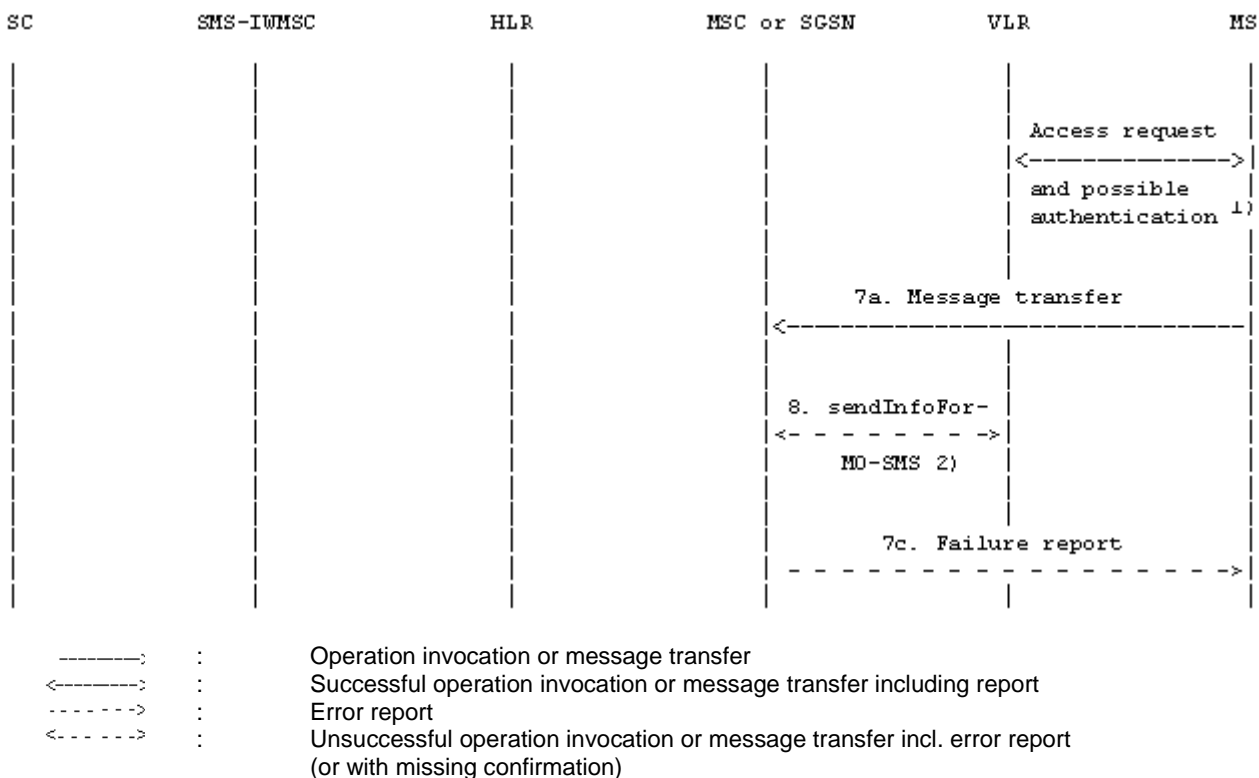 SC SMS-IWMSC HLR MSC or SGSN VLR MS
Access request
<--------------->
and possible
authentication 1)
7a. Message transfer
<----------------------------------
8. sendInfoFor-
<- - - - - - - ->
MO-SMS 2)
7c. Failure report
- - - - - - - - - - - - - - - - ->
: Operation invocation or message transfer
: Successful operation invocation or message transfer including report
: Error report
: Unsuccessful operation invocation or message transfer incl. error report
(or with missing confirmation)